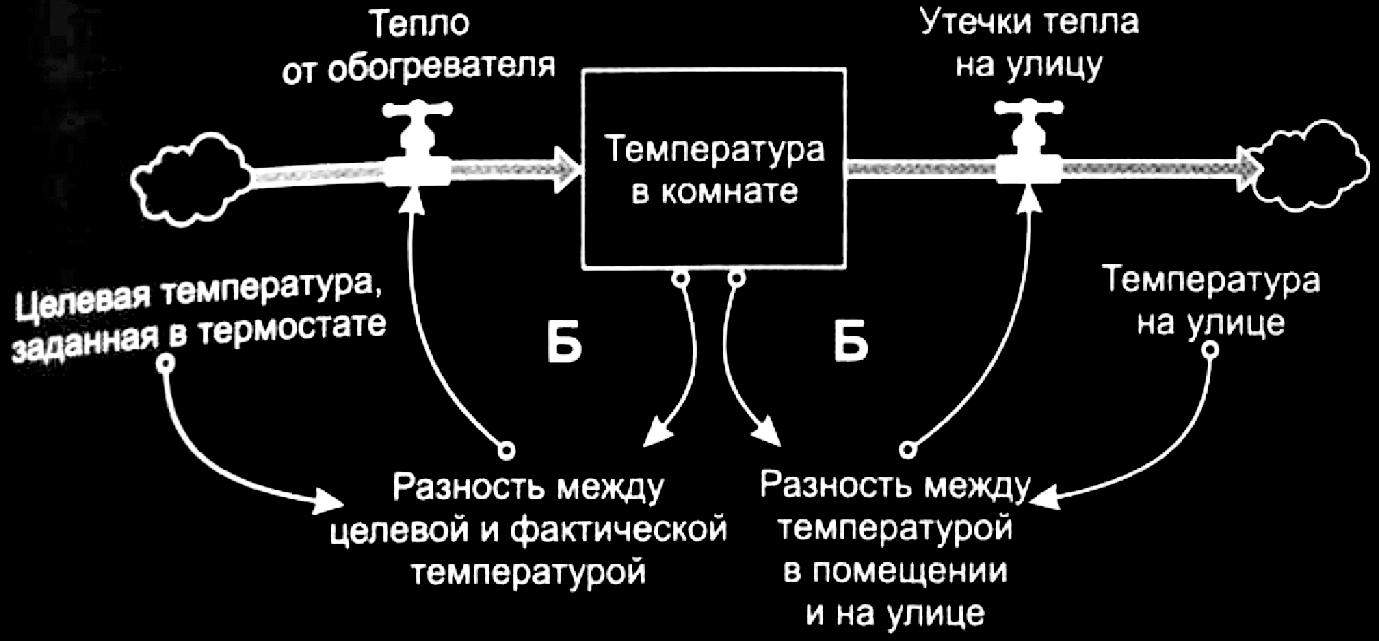 Тепло
от обогревателя
Утечки тепла
на улицу
Температура
в комнате
Целевая температура,
заданная в термостате
Температура
на улице
Б
Б
Разность между
целевой и фактической
температурой
Разность между
температурой
в помещении
и на улице